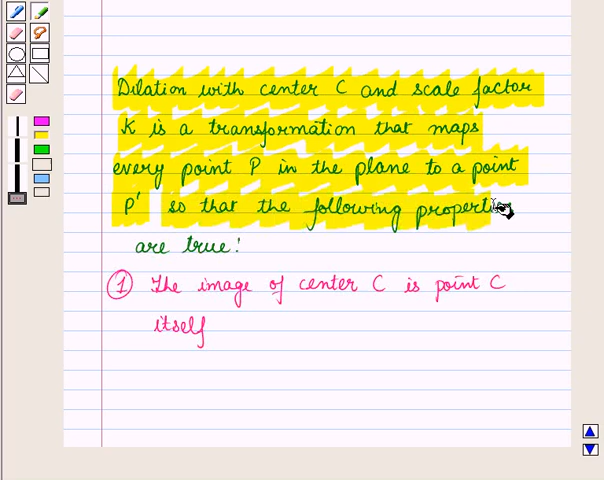 Dilation with center C and scale factor
K is a transformation that maps
every point P in the plane to a point
P' so that the following
are true:
① The image of center C is point C
itself